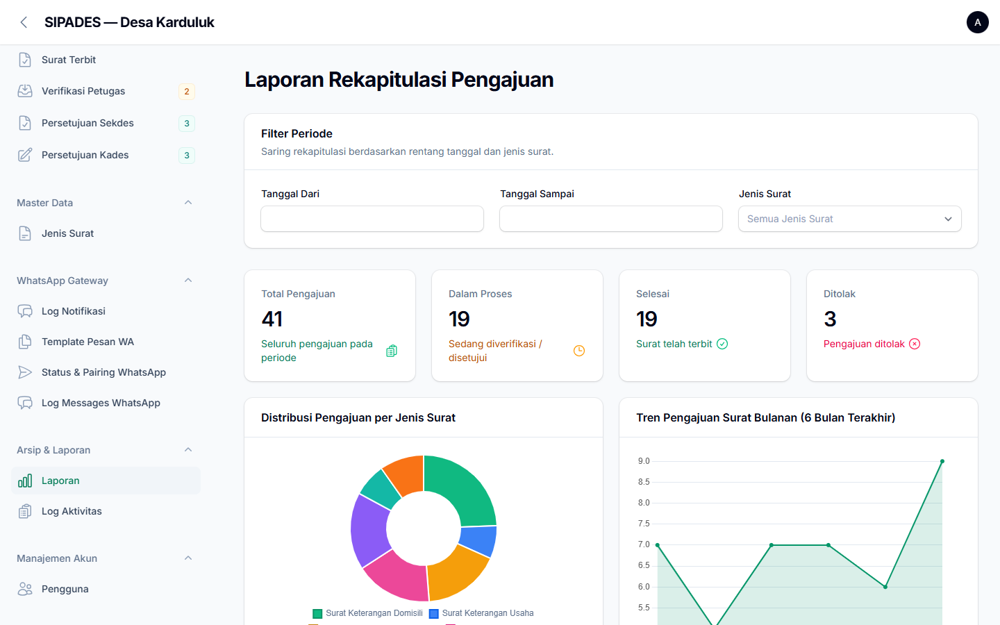 SIPADES — Desa Karduluk
A
Surat Terbit
Verifikasi Petugas
2
Persetujuan Sekdes
3
Persetujuan Kades
3
Master Data
Jenis Surat
WhatsApp Gateway
Log Notifikasi
Template Pesan WA
Status & Pairing WhatsApp
Log Messages WhatsApp
Arsip & Laporan
Laporan
Log Aktivitas
Manajemen Akun
Pengguna
Laporan Rekapitulasi Pengajuan
Filter Periode
Saring rekapitulasi berdasarkan rentang tanggal dan jenis surat.
Tanggal Dari
Tanggal Sampai
Jenis Surat
Semua Jenis Surat
Total Pengajuan
41
Seluruh pengajuan pada
periode
Dalam Proses
19
Sedang diverifikasi /
disetujui
Selesai
19
Surat telah terbit
Ditolak
3
Pengajuan ditolak
Distribusi Pengajuan per Jenis Surat
Surat Keterangan Domisili
Surat Keterangan Usaha
Tren Pengajuan Surat Bulanan (6 Bulan Terakhir)
9.0
8.5
8.0
7.5
7.0
6.5
6.0
5.5